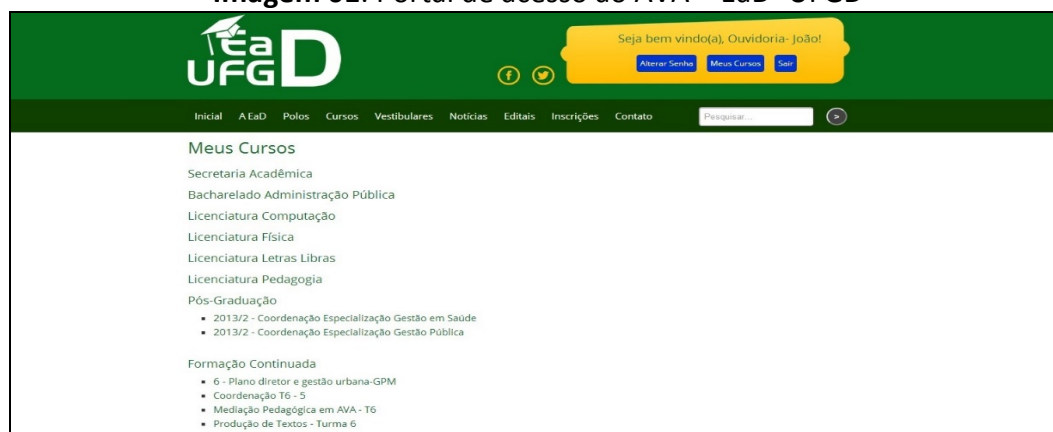 Imagem 01: Portal de acesso ao AVA – EaD- UFGD
EaD
UFGD
Seja bem vindo(a), Ouvidoria- João!
Alterar Senha Meus Cursos Sair
Inicial A EaD Polos Cursos Vestibulares Notícias Editais Inscrições Contato Pesquisar... >
Meus Cursos
Secretaria Acadêmica
Bacharelado Administração Pública
Licenciatura Computação
Licenciatura Física
Licenciatura Letras Libras
Licenciatura Pedagogia
Pós-Graduação
2013/2 - Coordenação Especialização Gestão em Saúde
2013/2 - Coordenação Especialização Gestão Pública
Formação Continuada
6 - Plano diretor e gestão urbana-GPM
Coordenação T6 - 5
Mediação Pedagógica em AVA - T6
Produção de Textos - Turma 6